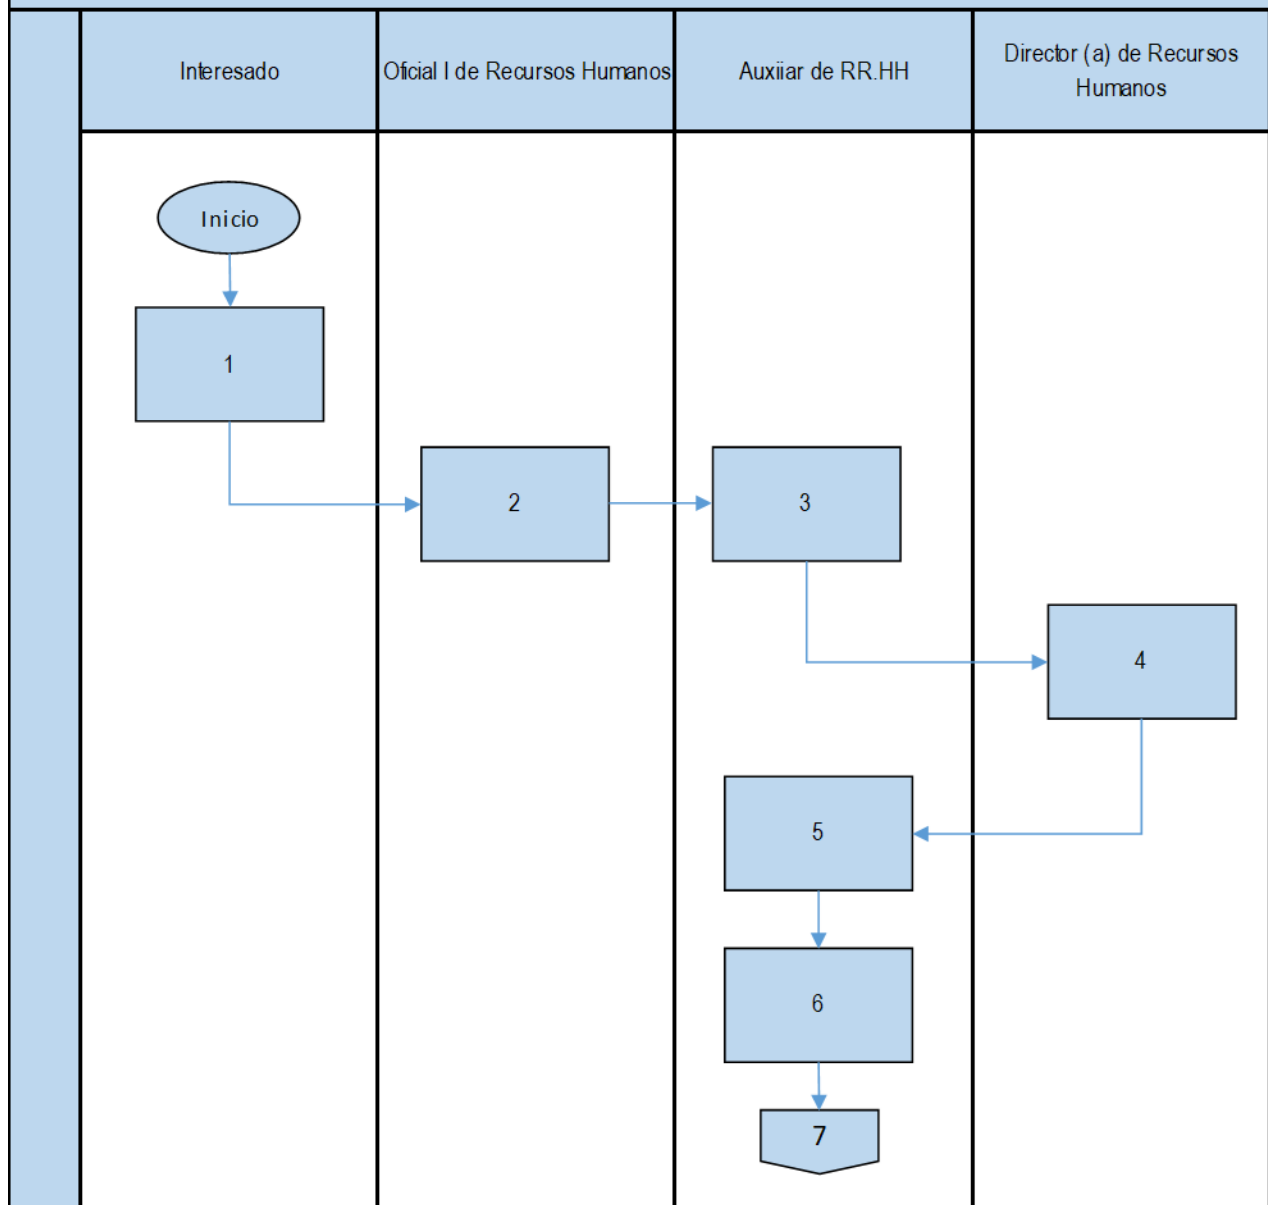 Interesado
Oficial I de Recursos Humanos
Auxiiar de RR.HH
Director (a) de Recursos
Humanos
Inicio
1
2
3
4
5
6
7